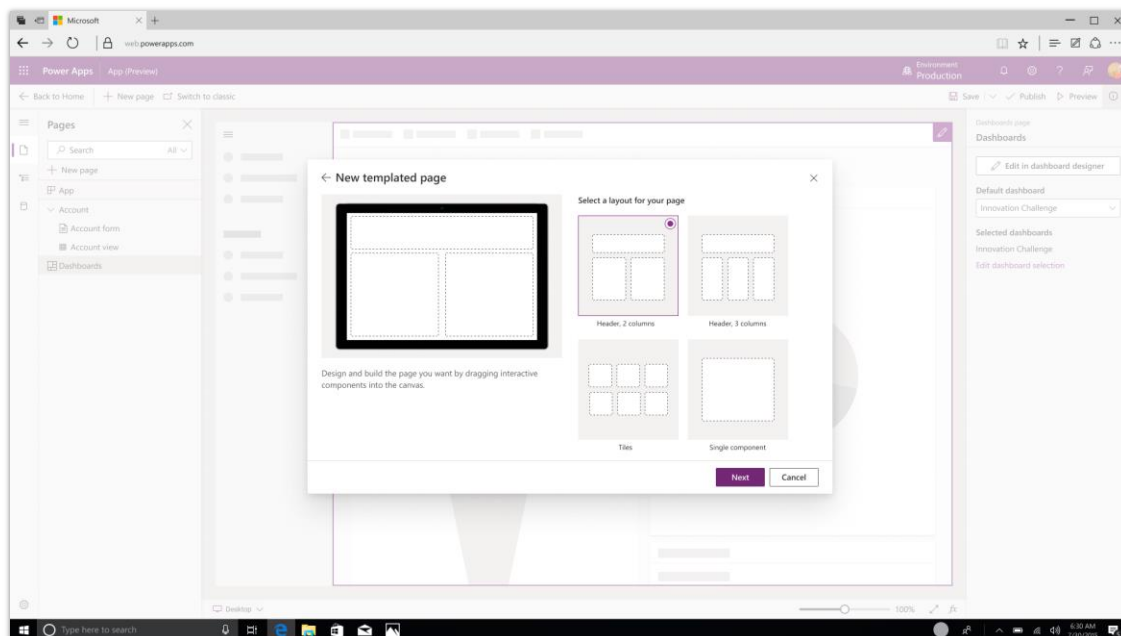 Microsoft
web.powerapps.com
Power Apps App (Preview)
Environment
Production
Back to Home New page Switch to classic
Save Publish Preview
Pages
Search All
New page
App
Account
Account form
Account view
Dashboards
New templated page
Design and build the page you want by dragging interactive
components into the canvas.
Select a layout for your page
Header, 2 columns
Header, 3 columns
Tiles
Single component
Next
Cancel
Dashboards page
Dashboards
Edit in dashboard designer
Default dashboard
Innovation Challenge
Selected dashboards
Innovation Challenge
Edit dashboard selection
Desktop
100%
Type here to search
6:30 AM